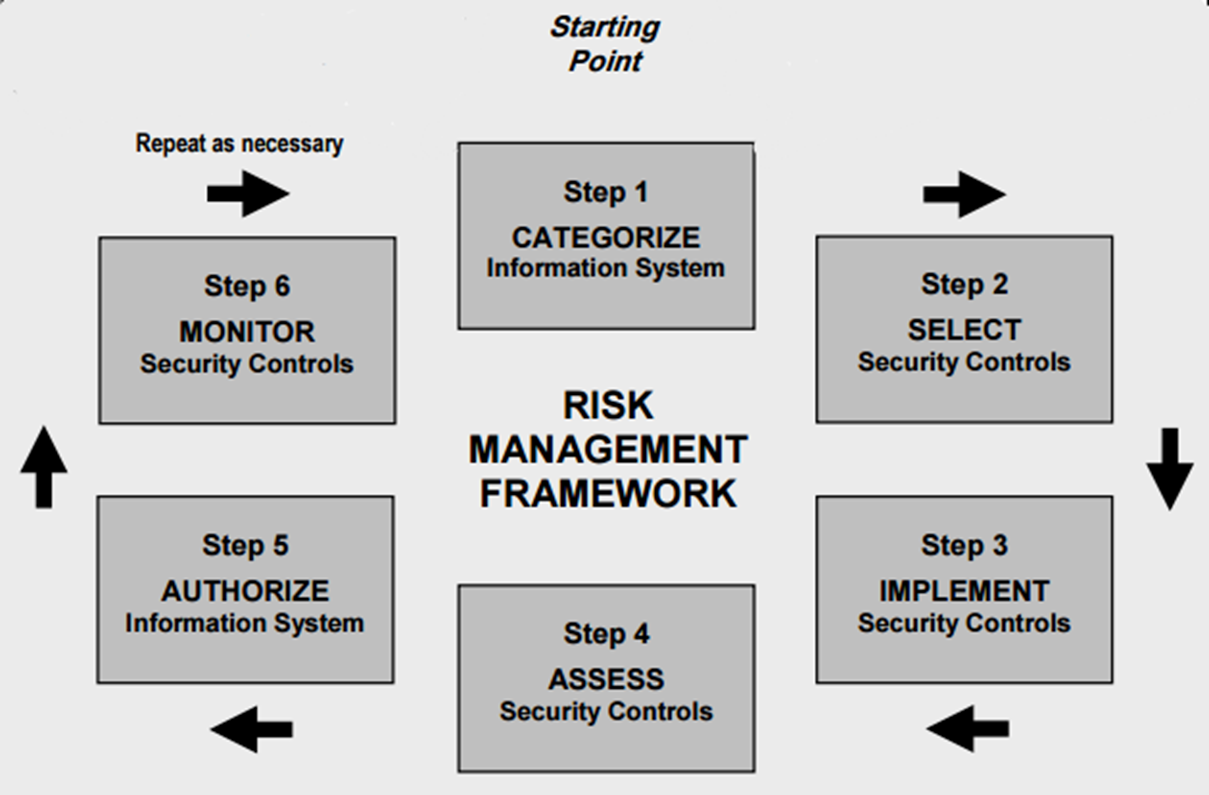 Starting
Point
Repeat as necessary
Step 1
CATEGORIZE
Information System
Step 2
SELECT
Security Controls
Step 3
IMPLEMENT
Security Controls
Step 4
ASSESS
Security Controls
Step 5
AUTHORIZE
Information System
Step 6
MONITOR
Security Controls
RISK
MANAGEMENT
FRAMEWORK